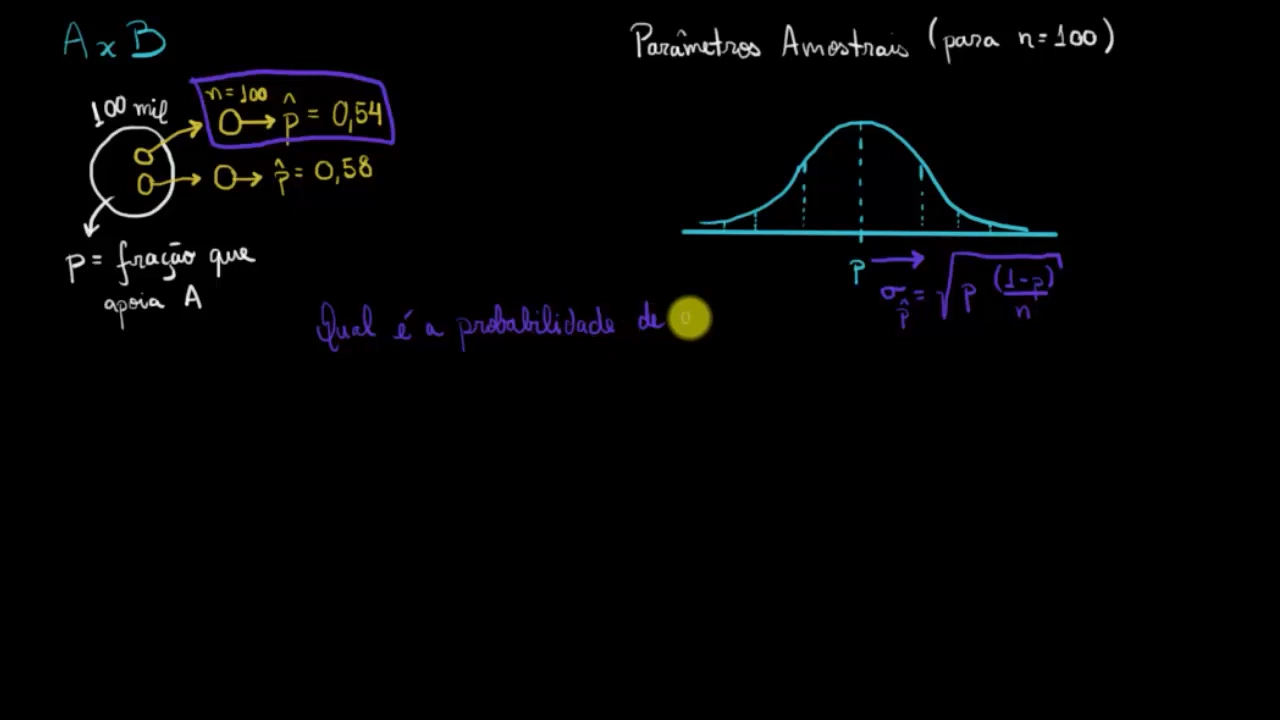 A x B
100 mil
n = 100
p̂ = 0,54
p̂ = 0,58
p = fração que
apoia A
Parâmetros Amostrais (para n = 100)
p
σp̂ = √p (1-p)/n
Qual é a probabilidade de